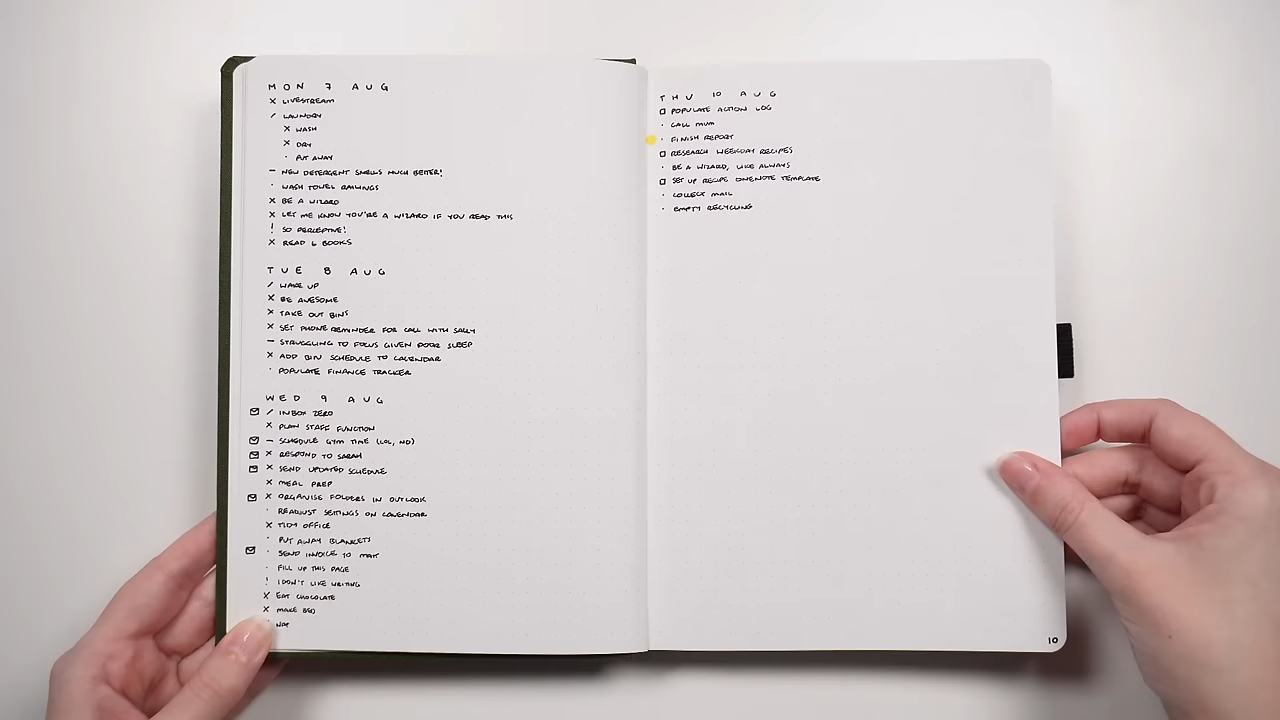 MON 7 AUG
× LIVESTREAM
/ LAUNDRY
× WASH
× DRY
· PUT AWAY
– NEW DETERGENT SMELLS MUCH BETTER!
· WASH TOWEL RAILINGS
× BE A WIZARD
× LET ME KNOW YOU'RE A WIZARD IF YOU READ THIS
! SO PERCEPTIVE!
× READ 6 BOOKS
TUE 8 AUG
/ WAKE UP
× BE AWESOME
× TAKE OUT BINS
× SET PHONE REMINDER FOR CALL WITH SALLY
– STRUGGLING TO FOCUS GIVEN POOR SLEEP
× ADD BIN SCHEDULE TO CALENDAR
· POPULATE FINANCE TRACKER
WED 9 AUG
/ INBOX ZERO
× PLAN STAFF FUNCTION
– SCHEDULE GYM TIME (LOL, NO)
× RESPOND TO SARAH
× SEND UPDATED SCHEDULE
× MEAL PREP
× ORGANISE FOLDERS IN OUTLOOK
· READJUST SETTINGS ON CALENDAR
× TIDY OFFICE
· PUT AWAY BLANKETS
· SEND INVOICE TO MATT
· FILL UP THIS PAGE
! I DON'T LIKE WRITING
× EAT CHOCOLATE
× MAKE BED
· NAP
THU 10 AUG
□ POPULATE ACTION LOG
· CALL MUM
· FINISH REPORT
□ RESEARCH WEEKDAY RECIPES
· BE A WIZARD, LIKE ALWAYS
□ SET UP RECIPE ONENOTE TEMPLATE
· COLLECT MAIL
· EMPTY RECYCLING
10